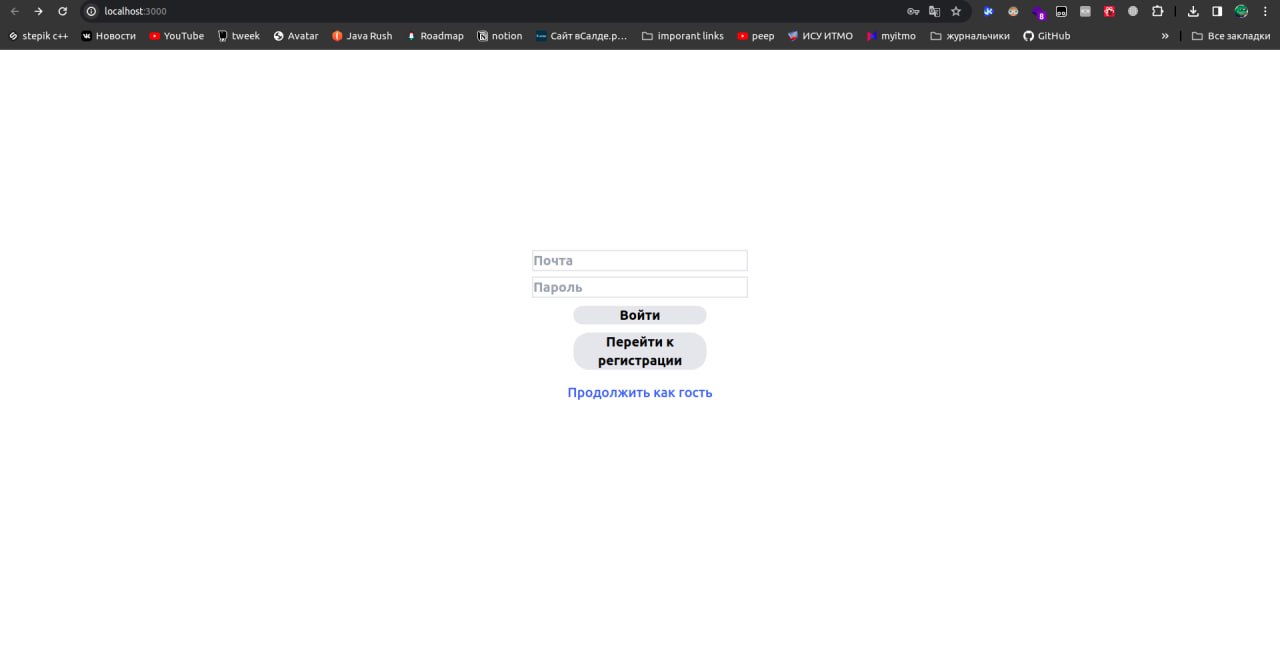 localhost:3000
8
stepik c++ Новости YouTube tweek Avatar Java Rush Roadmap notion Сайт вСалде.р… imporant links peep ИСУ ИТМО myitmo журнальчики GitHub » Все закладки
Почта
Пароль
Войти
Перейти к
регистрации
Продолжить как гость